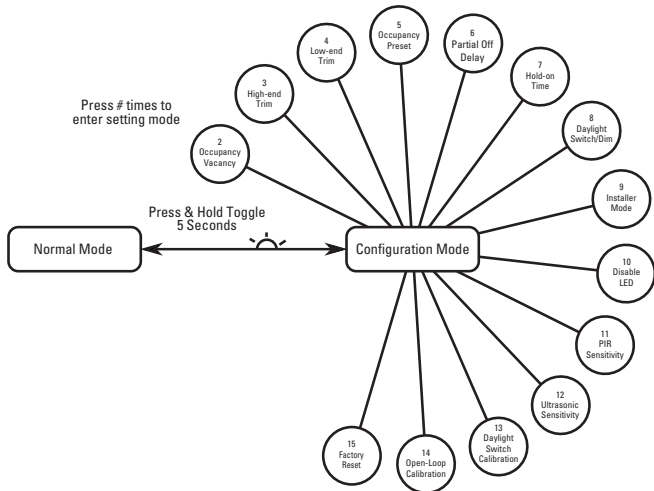 Press # times to
enter setting mode
2
Occupancy
Vacancy
3
High-end
Trim
4
Low-end
Trim
5
Occupancy
Preset
6
Partial Off
Delay
7
Hold-on
Time
8
Daylight
Switch/Dim
9
Installer
Mode
10
Disable
LED
11
PIR
Sensitivity
12
Ultrasonic
Sensitivity
13
Daylight
Switch
Calibration
14
Open-Loop
Calibration
15
Factory
Reset
Press & Hold Toggle
5 Seconds
Normal Mode
Configuration Mode